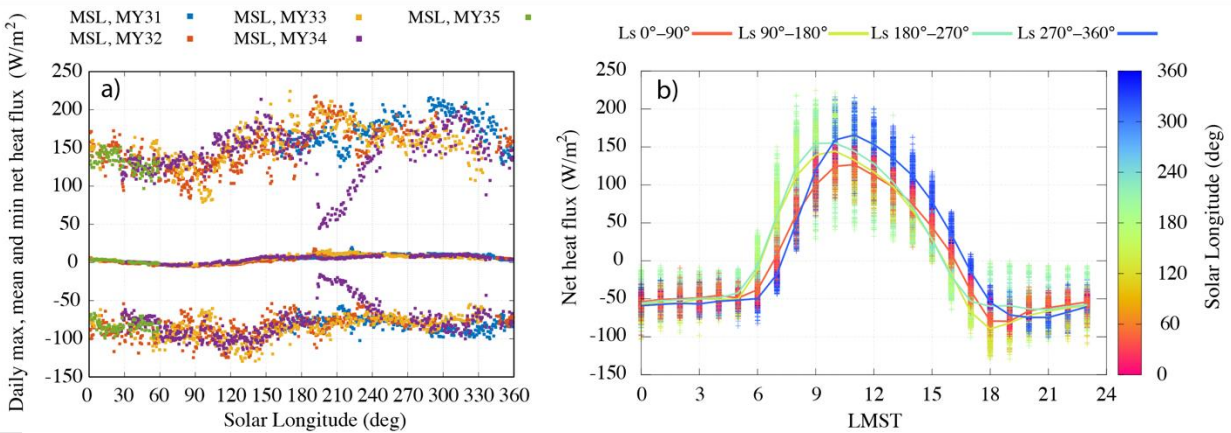 MSL, MY31 MSL, MY33 MSL, MY35
MSL, MY32 MSL, MY34
Daily max, mean and min net heat flux (W/m²)
250
200
150
100
50
0
-50
-100
-150
a)
0 30 60 90 120 150 180 210 240 270 300 330 360
Solar Longitude (deg)
Ls 0°–90° Ls 90°–180° Ls 180°–270° Ls 270°–360°
Net heat flux (W/m²)
250
200
150
100
50
0
-50
-100
-150
b)
0 3 6 9 12 15 18 21 24
LMST
360
300
240
180
120
60
0
Solar Longitude (deg)